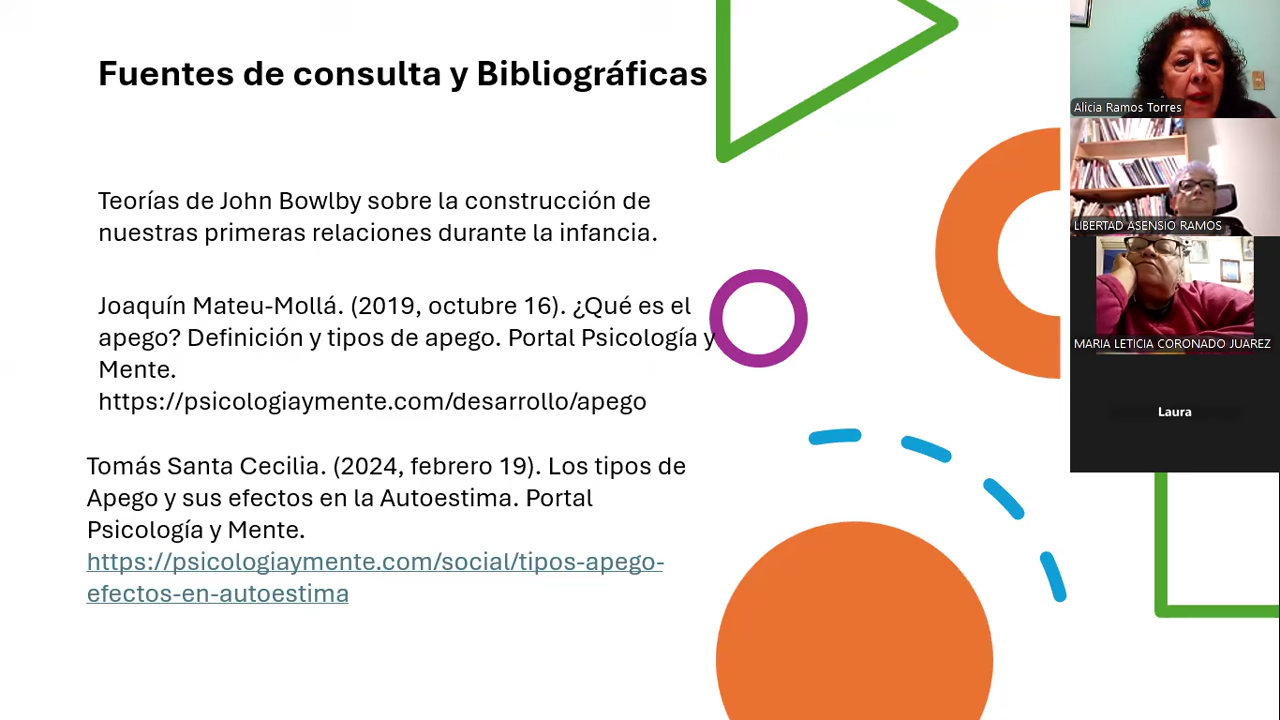 Fuentes de consulta y Bibliográficas
Teorías de John Bowlby sobre la construcción de
nuestras primeras relaciones durante la infancia.
Joaquín Mateu-Mollá. (2019, octubre 16). ¿Qué es el
apego? Definición y tipos de apego. Portal Psicología y
Mente.
https://psicologiaymente.com/desarrollo/apego
Tomás Santa Cecilia. (2024, febrero 19). Los tipos de
Apego y sus efectos en la Autoestima. Portal
Psicología y Mente.
https://psicologiaymente.com/social/tipos-apego-
efectos-en-autoestima
Alicia Ramos Torres
LIBERTAD ASENSIO RAMOS
MARIA LETICIA CORONADO JUAREZ
Laura